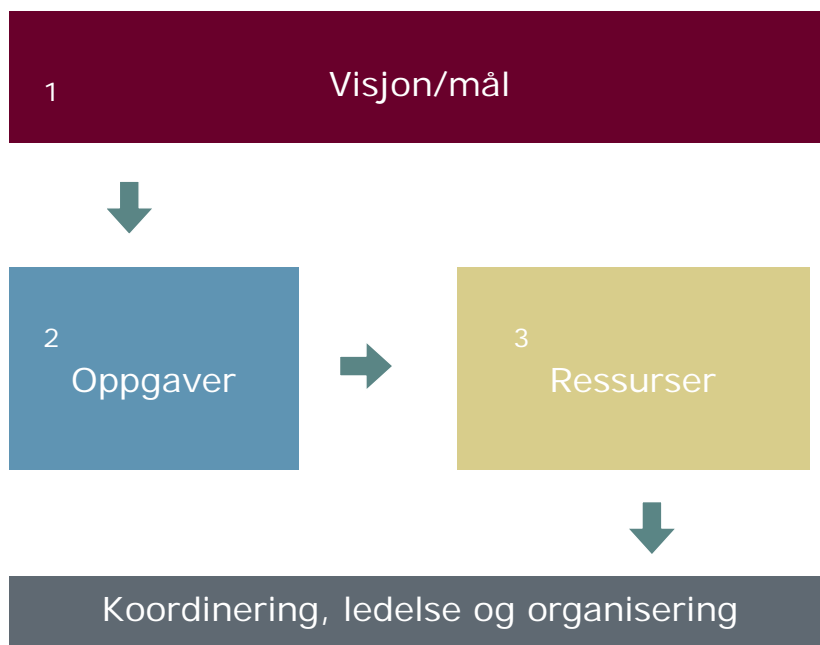 1
Visjon/mål
2
Oppgaver
3
Ressurser
Koordinering, ledelse og organisering